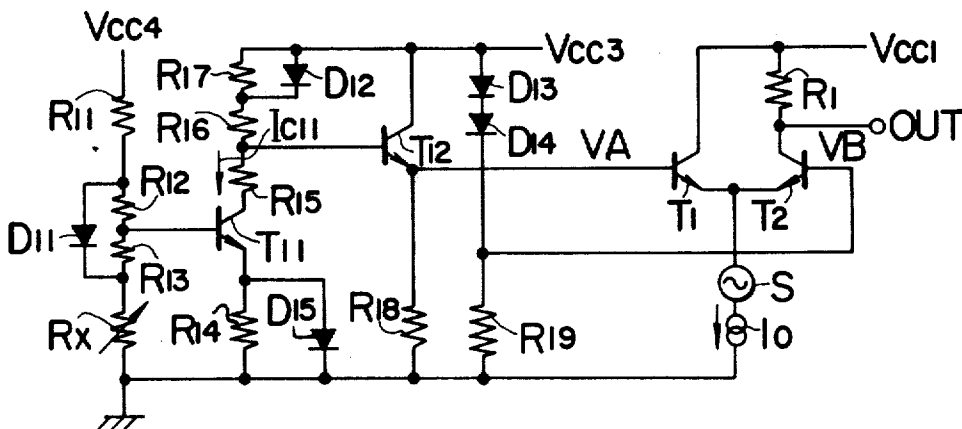 VCC4
R17
D12
VCC3
D13
VCC1
R11
R16
IC11
T12
D14
VA
R1
OUT
VB
R12
R15
D11
R13
T11
T1
T2
RX
R14
D15
R18
R19
S
IO